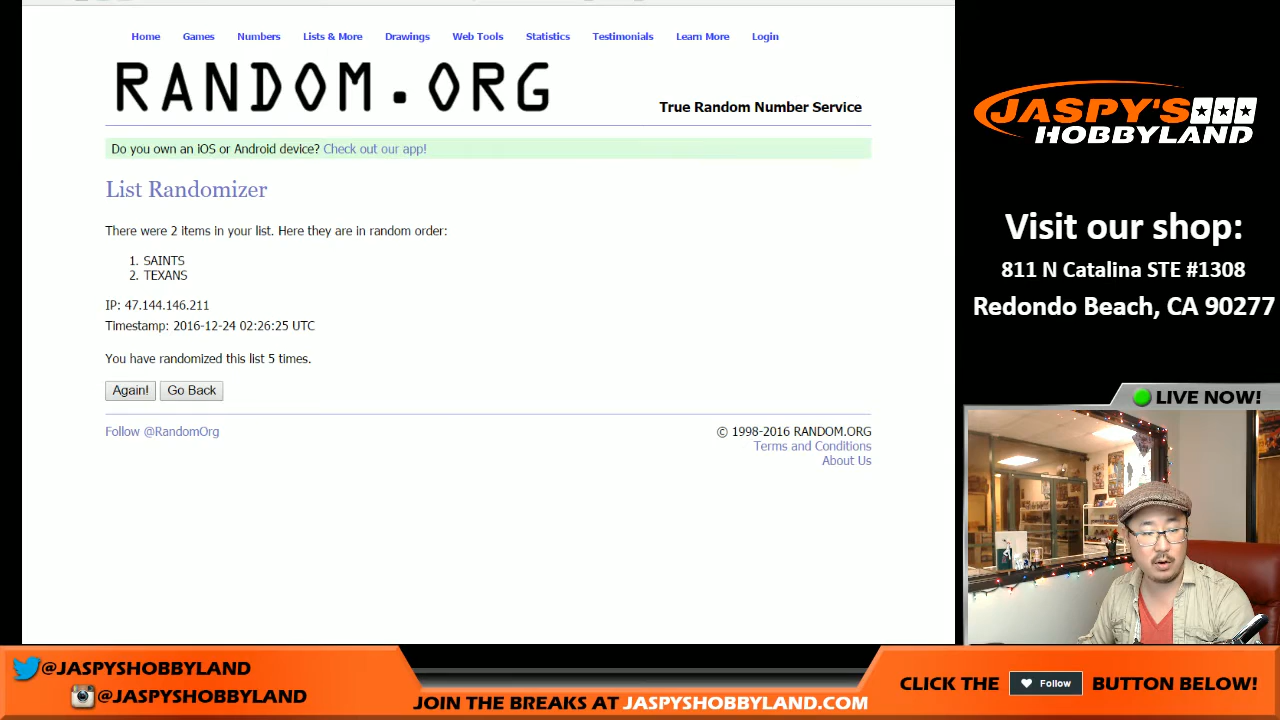 Home Games Numbers Lists & More Drawings Web Tools Statistics Testimonials Learn More Login
RANDOM.ORG
True Random Number Service
Do you own an iOS or Android device? Check out our app!
List Randomizer
There were 2 items in your list. Here they are in random order:
1. SAINTS
2. TEXANS
IP: 47.144.146.211
Timestamp: 2016-12-24 02:26:25 UTC
You have randomized this list 5 times.
Again! Go Back
Follow @RandomOrg
© 1998-2016 RANDOM.ORG
Terms and Conditions
About Us
JASPY'S
HOBBYLAND
Visit our shop:
811 N Catalina STE #1308
Redondo Beach, CA 90277
LIVE NOW!
@JASPYSHOBBYLAND
@JASPYSHOBBYLAND
JOIN THE BREAKS AT JASPYSHOBBYLAND.COM
CLICK THE Follow BUTTON BELOW!